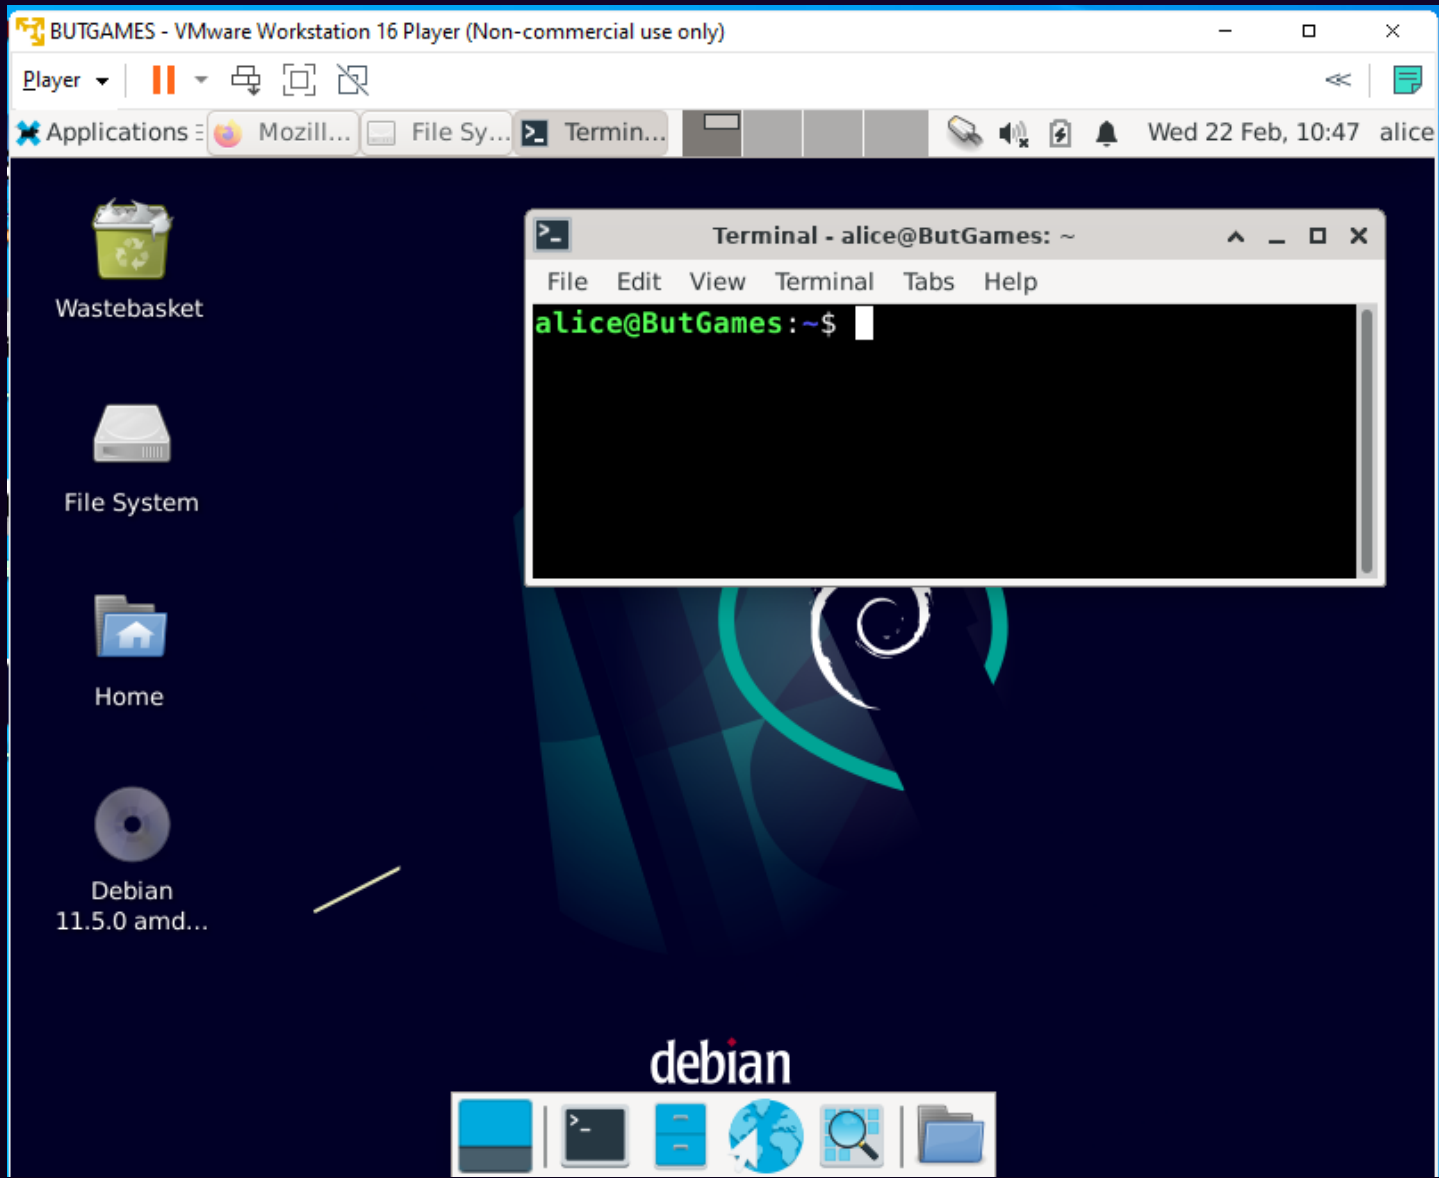 BUTGAMES - VMware Workstation 16 Player (Non-commercial use only)
Player
Applications Mozill... File Sy... Termin... Wed 22 Feb, 10:47 alice
Wastebasket
File System
Home
Debian
11.5.0 amd...
Terminal - alice@ButGames: ~
File Edit View Terminal Tabs Help
alice@ButGames:~$
debian